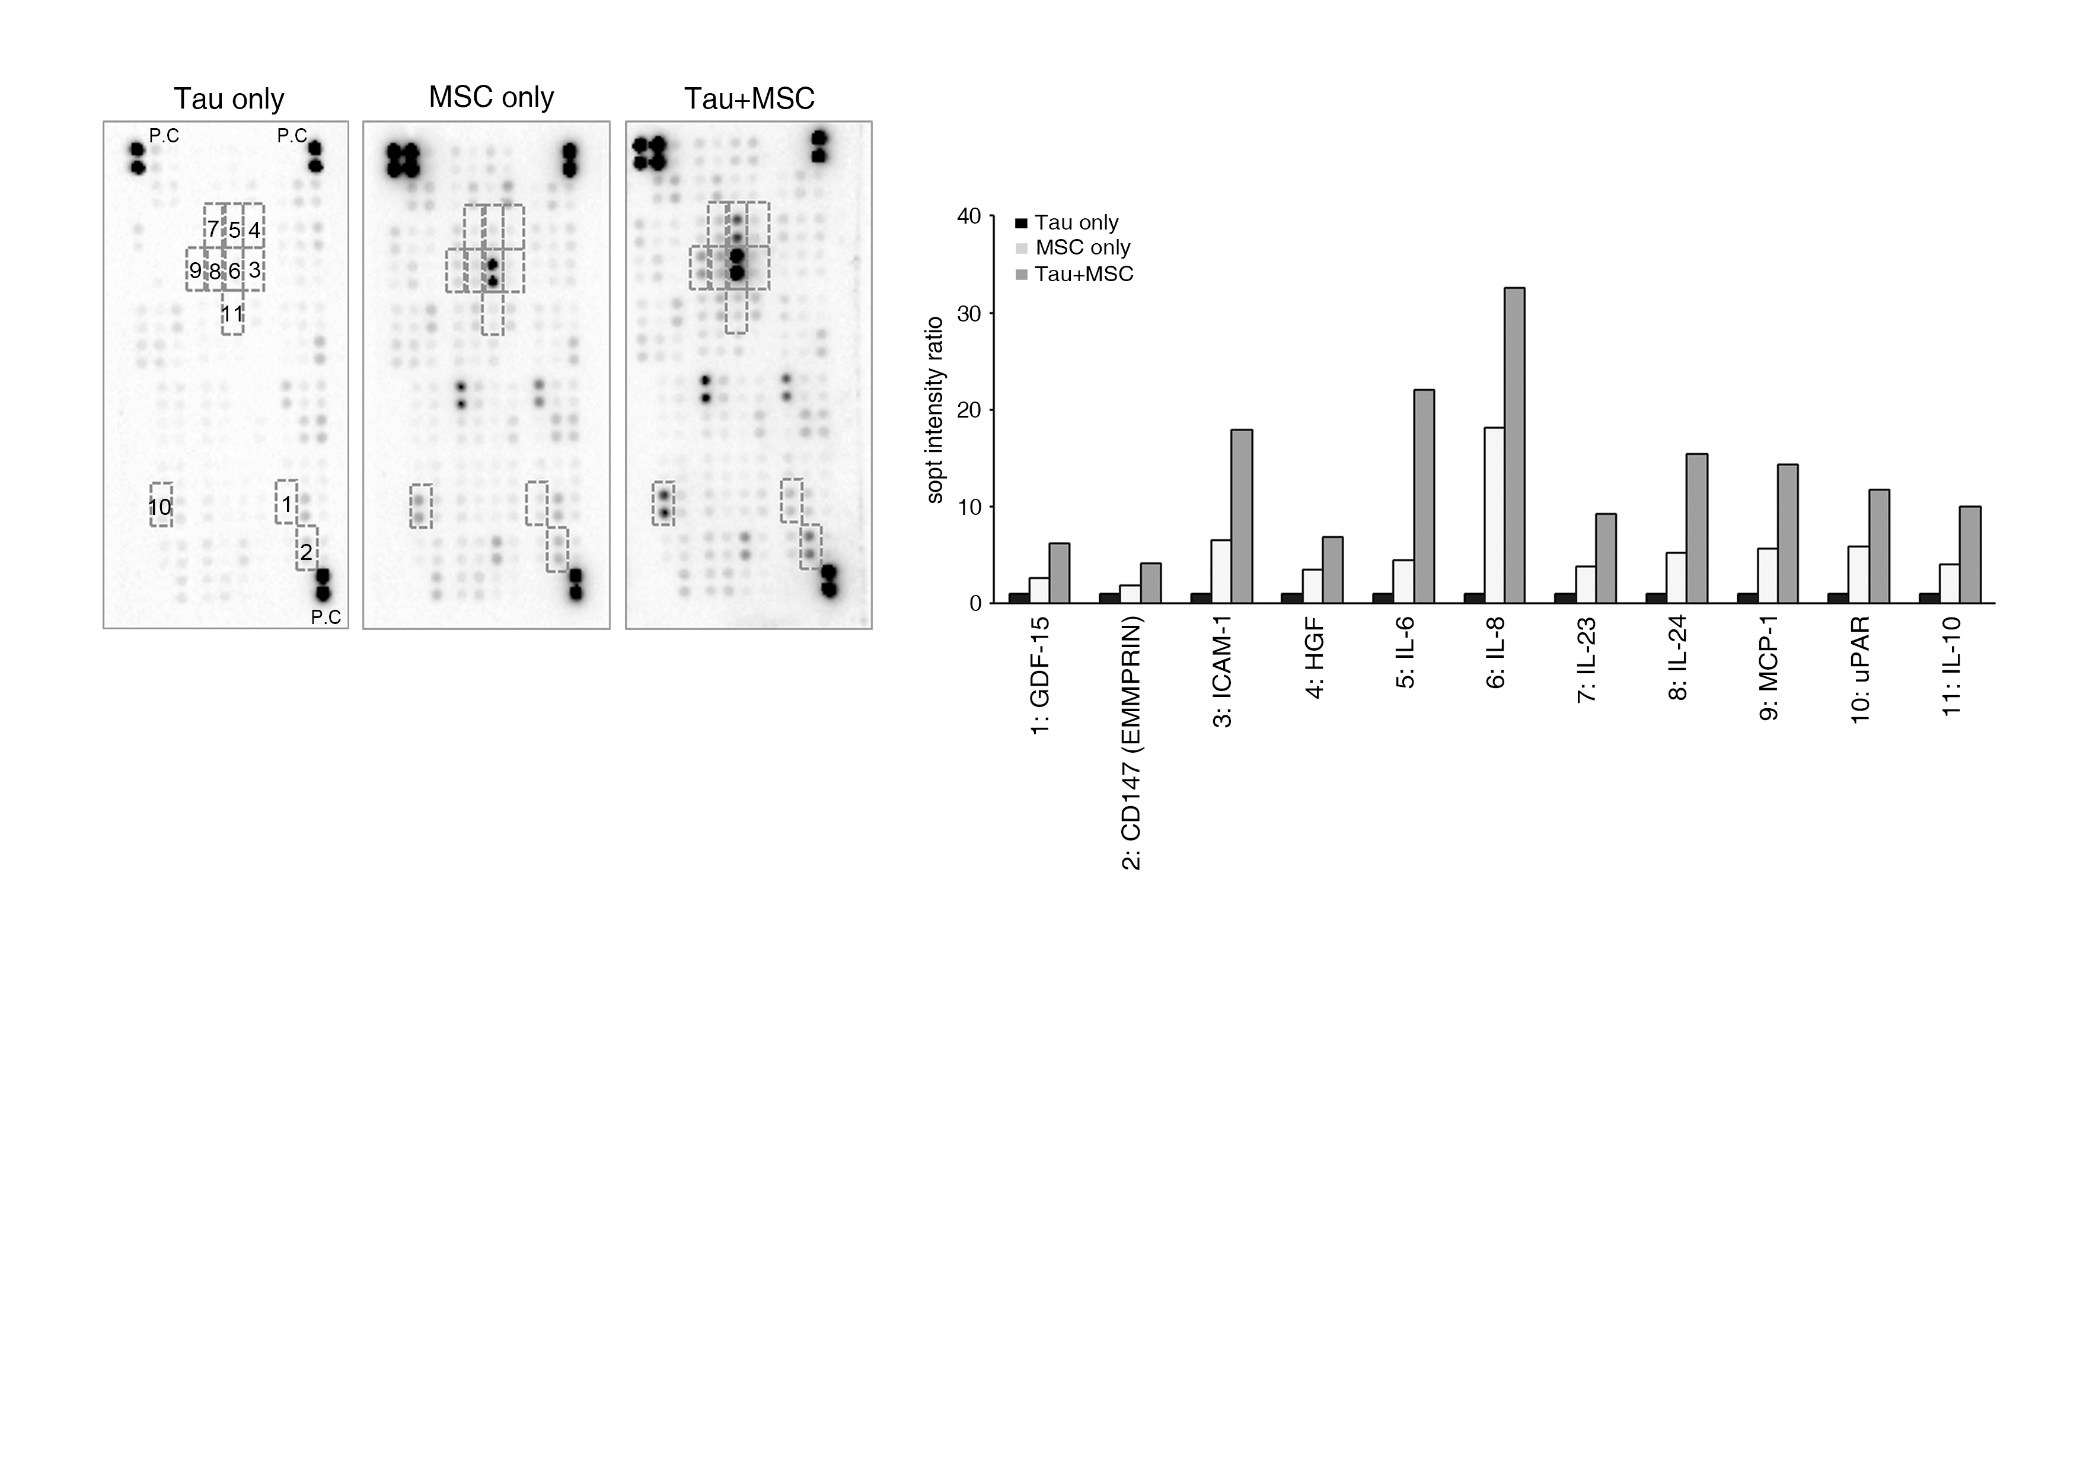 Tau only
MSC only
Tau+MSC
P.C
P.C
7 5 4
9 8 6 3
11
10
1
2
P.C
sopt intensity ratio
40
30
20
10
0
Tau only
MSC only
Tau+MSC
1: GDF-15
2: CD147 (EMMPRIN)
3: ICAM-1
4: HGF
5: IL-6
6: IL-8
7: IL-23
8: IL-24
9: MCP-1
10: uPAR
11: IL-10